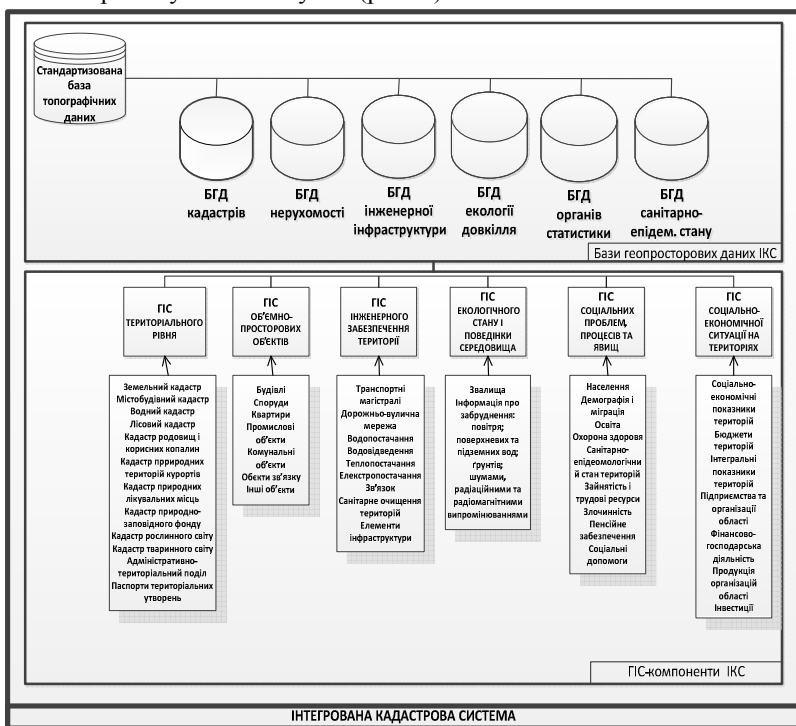 Стандартизована
база
топографічних
даних
БГД
кадастрів
БГД
нерухомості
БГД
інженерної
інфраструктури
БГД
екології
довкілля
БГД
органів
статистики
БГД
санітарно-
епідем. стану
Бази геопросторових даних ІКС
ГІС
ТЕРИТОРІАЛЬНОГО
РІВНЯ
ГІС
ОБ'ЄМНО-
ПРОСТОРОВИХ
ОБ'ЄКТІВ
ГІС
ІНЖЕНЕРНОГО
ЗАБЕЗПЕЧЕННЯ
ТЕРИТОРІЇ
ГІС
ЕКОЛОГІЧНОГО
СТАНУ І
ПОВЕДІНКИ
СЕРЕДОВИЩА
ГІС
СОЦІАЛЬНИХ
ПРОБЛЕМ,
ПРОЦЕСІВ ТА
ЯВИЩ
ГІС
СОЦІАЛЬНО-
ЕКОНОМІЧНОЇ
СИТУАЦІЇ НА
ТЕРИТОРІЯХ
Земельний кадастр
Містобудівний кадастр
Водний кадастр
Лісовий кадастр
Кадастр родовищ і
корисних копалин
Кадастр пррирoдних
територій курортів
Кадастр природних
лікувальних місць
Кадастр природно-
заповідного фонду
Кадастр рослинного світу
Кадастр тваринного світу
Адміністративно-
територіальний поділ
Паспорти територіальних
утворень
Будівлі
Споруди
Квартири
Промислові
об'єкти
Комунальні
об'єкти
Обєкти зв'язку
Інші об'єкти
Транспортні
магістралі
Дорожньо-вулична
мережа
Водопостачання
Водовідведення
Теплопостачання
Елекстропостачання
Зв'язок
Санітарне очищення
територій
Елементи
інфраструктури
Звалища
Інформація про
забруднення:
повітря;
поверхневих та
підземних вод;
ґрунтів;
шумами,
радіаційними та
радіомагнітними
випромінюваннями
Населення
Демографія і
міграція
Освіта
Охорона здоровя
Санітарно-
епідеомологічни
й стан територій
Зайнятість і
трудові ресурси
Злочинність
Пенсійне
забезпечення
Соціальні
допомоги
Соціально-
економічні
показники
територій
Бюджети
територій
Інтегральні
показники
територій
Підприємства та
організації
області
Фінансово-
господарська
діяльність
Продукція
організацій
області
Інвестиції
ГІС-компоненти ІКС
ІНТЕГРОВАНА КАДАСТРОВА СИСТЕМА